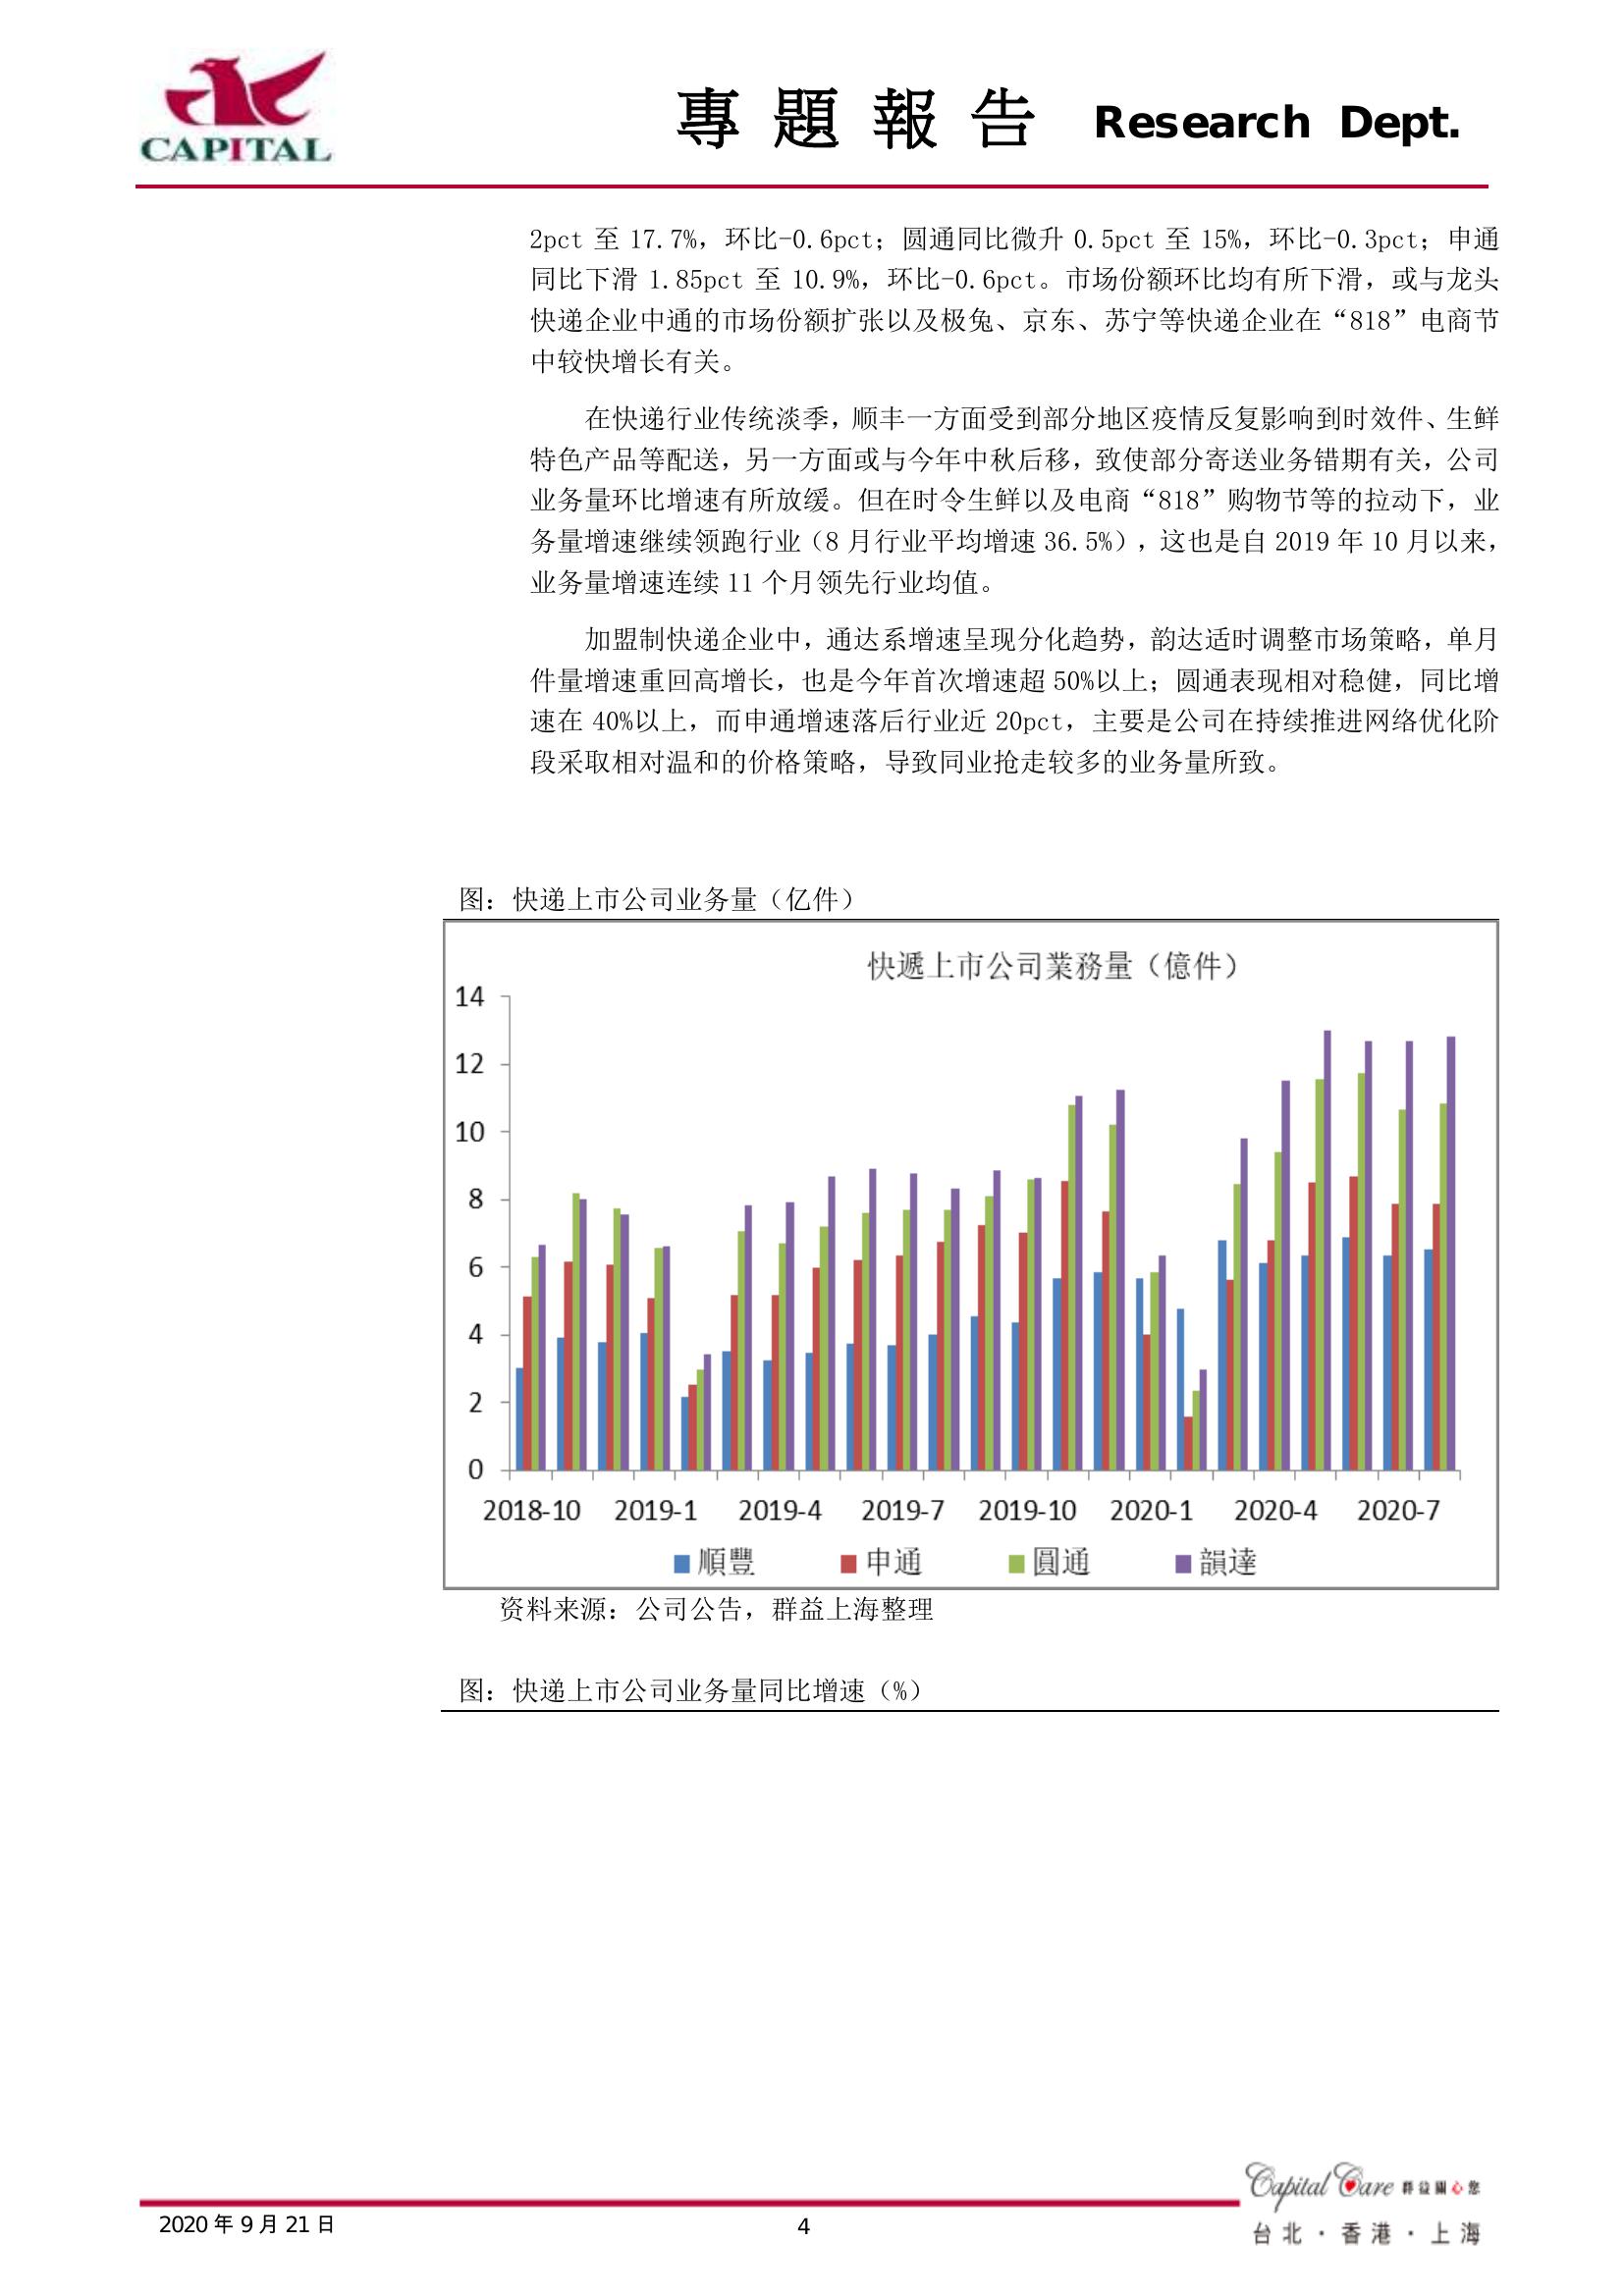 CAPITAL
專 題 報 告 Research Dept.
2pct 至 17.7%，环比-0.6pct；圆通同比微升 0.5pct 至 15%，环比-0.3pct；申通
同比下滑 1.85pct 至 10.9%，环比-0.6pct。市场份额环比均有所下滑，或与龙头
快递企业中通的市场份额扩张以及极兔、京东、苏宁等快递企业在“818”电商节
中较快增长有关。
在快递行业传统淡季，顺丰一方面受到部分地区疫情反复影响到时效件、生鲜
特色产品等配送，另一方面或与今年中秋后移，致使部分寄送业务错期有关，公司
业务量环比增速有所放缓。但在时令生鲜以及电商“818”购物节等的拉动下，业
务量增速继续领跑行业（8 月行业平均增速 36.5%），这也是自 2019 年 10 月以来，
业务量增速连续 11 个月领先行业均值。
加盟制快递企业中，通达系增速呈现分化趋势，韵达适时调整市场策略，单月
件量增速重回高增长，也是今年首次增速超 50%以上；圆通表现相对稳健，同比增
速在 40%以上，而申通增速落后行业近 20pct，主要是公司在持续推进网络优化阶
段采取相对温和的价格策略，导致同业抢走较多的业务量所致。
图：快递上市公司业务量（亿件）
快遞上市公司業務量（億件）
14
12
10
8
6
4
2
0
2018-10 2019-1 2019-4 2019-7 2019-10 2020-1 2020-4 2020-7
順豐 申通 圓通 韻達
资料来源：公司公告，群益上海整理
图：快递上市公司业务量同比增速（%）
Capital Care 群益關心您
2020 年 9 月 21 日
4
台 北 · 香 港 · 上 海